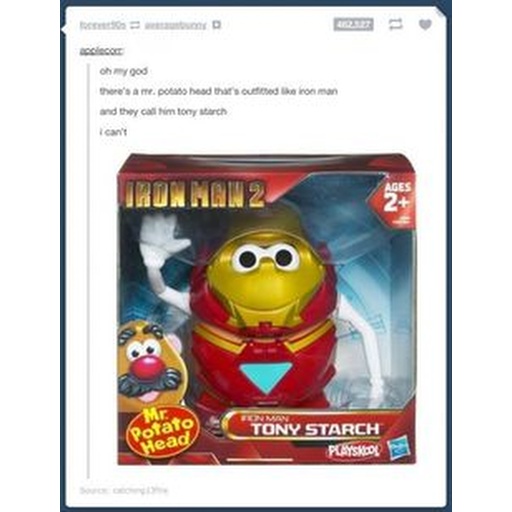 forever90s averagebunny
462,527
applecorr:
oh my god
there's a mr. potato head that's outfitted like iron man
and they call him tony starch
i can't
IRON MAN 2
AGES
2+
Mr.
Potato
Head
IRON MAN
TONY STARCH
PLAYSKOOL
Hasbro